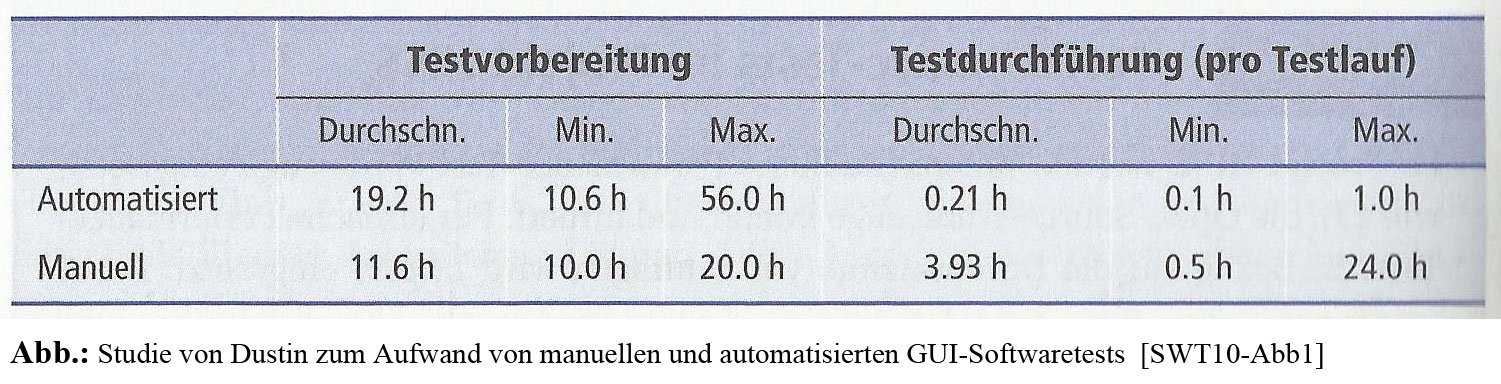 Testvorbereitung Testdurchführung (pro Testlauf)
Durchschn. Min. Max. Durchschn. Min. Max.
Automatisiert 19.2 h 10.6 h 56.0 h 0.21 h 0.1 h 1.0 h
Manuell 11.6 h 10.0 h 20.0 h 3.93 h 0.5 h 24.0 h
Abb.: Studie von Dustin zum Aufwand von manuellen und automatisierten GUI-Softwaretests [SWT10-Abb1]